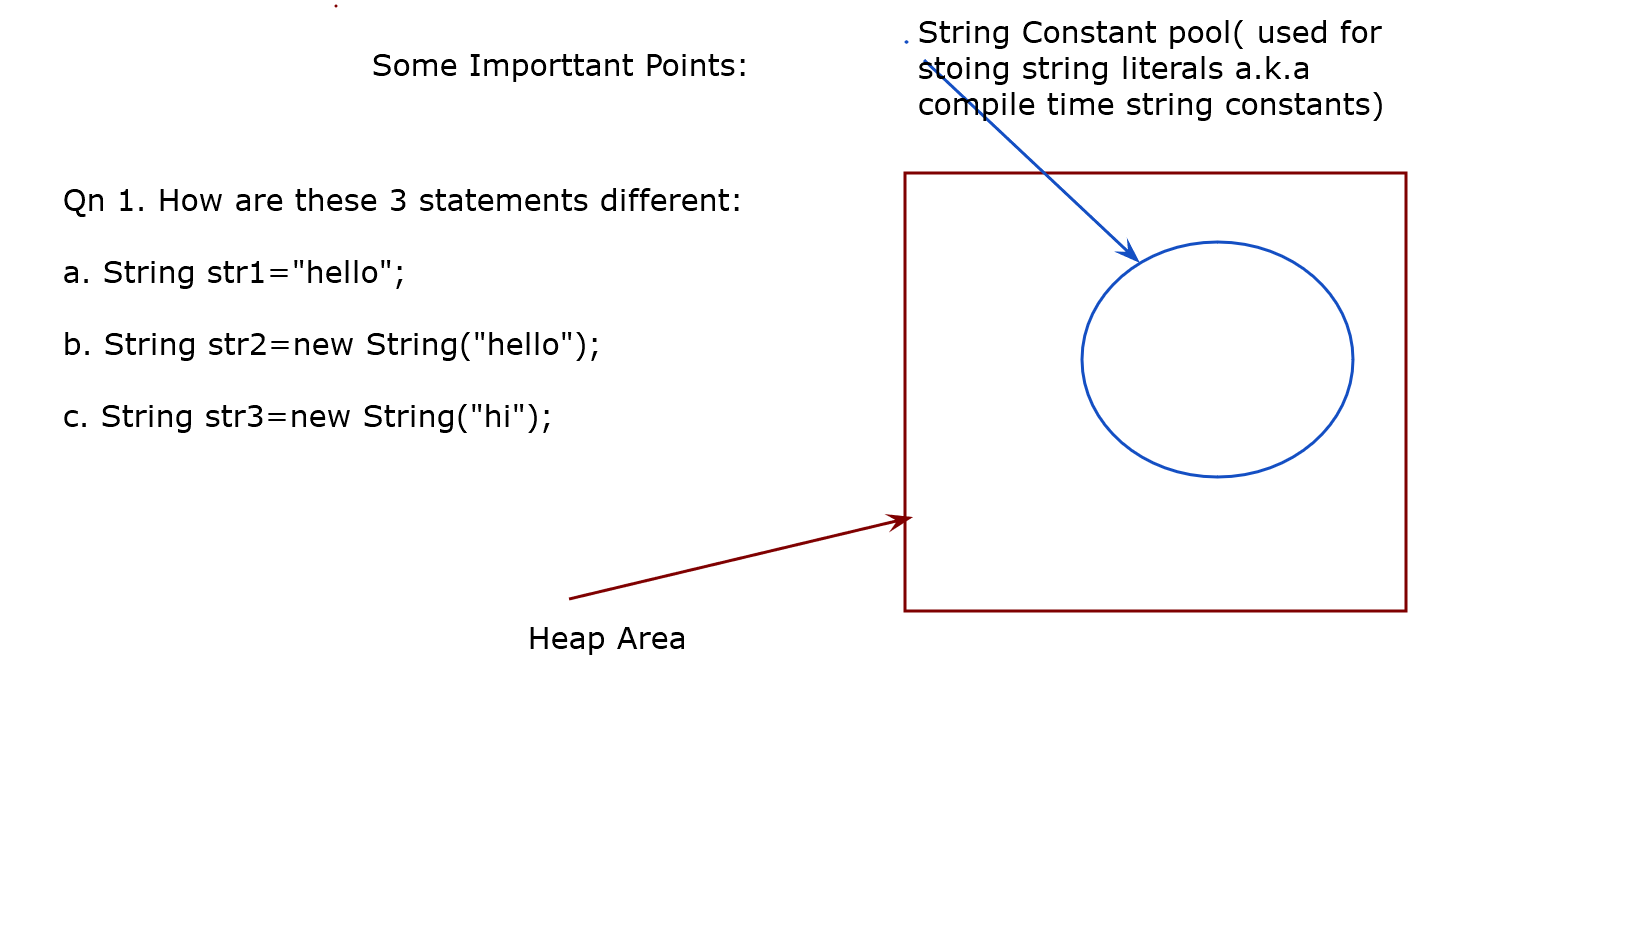 Some Importtant Points:
String Constant pool( used for
stoing string literals a.k.a
compile time string constants)
Qn 1. How are these 3 statements different:
a. String str1="hello";
b. String str2=new String("hello");
c. String str3=new String("hi");
Heap Area